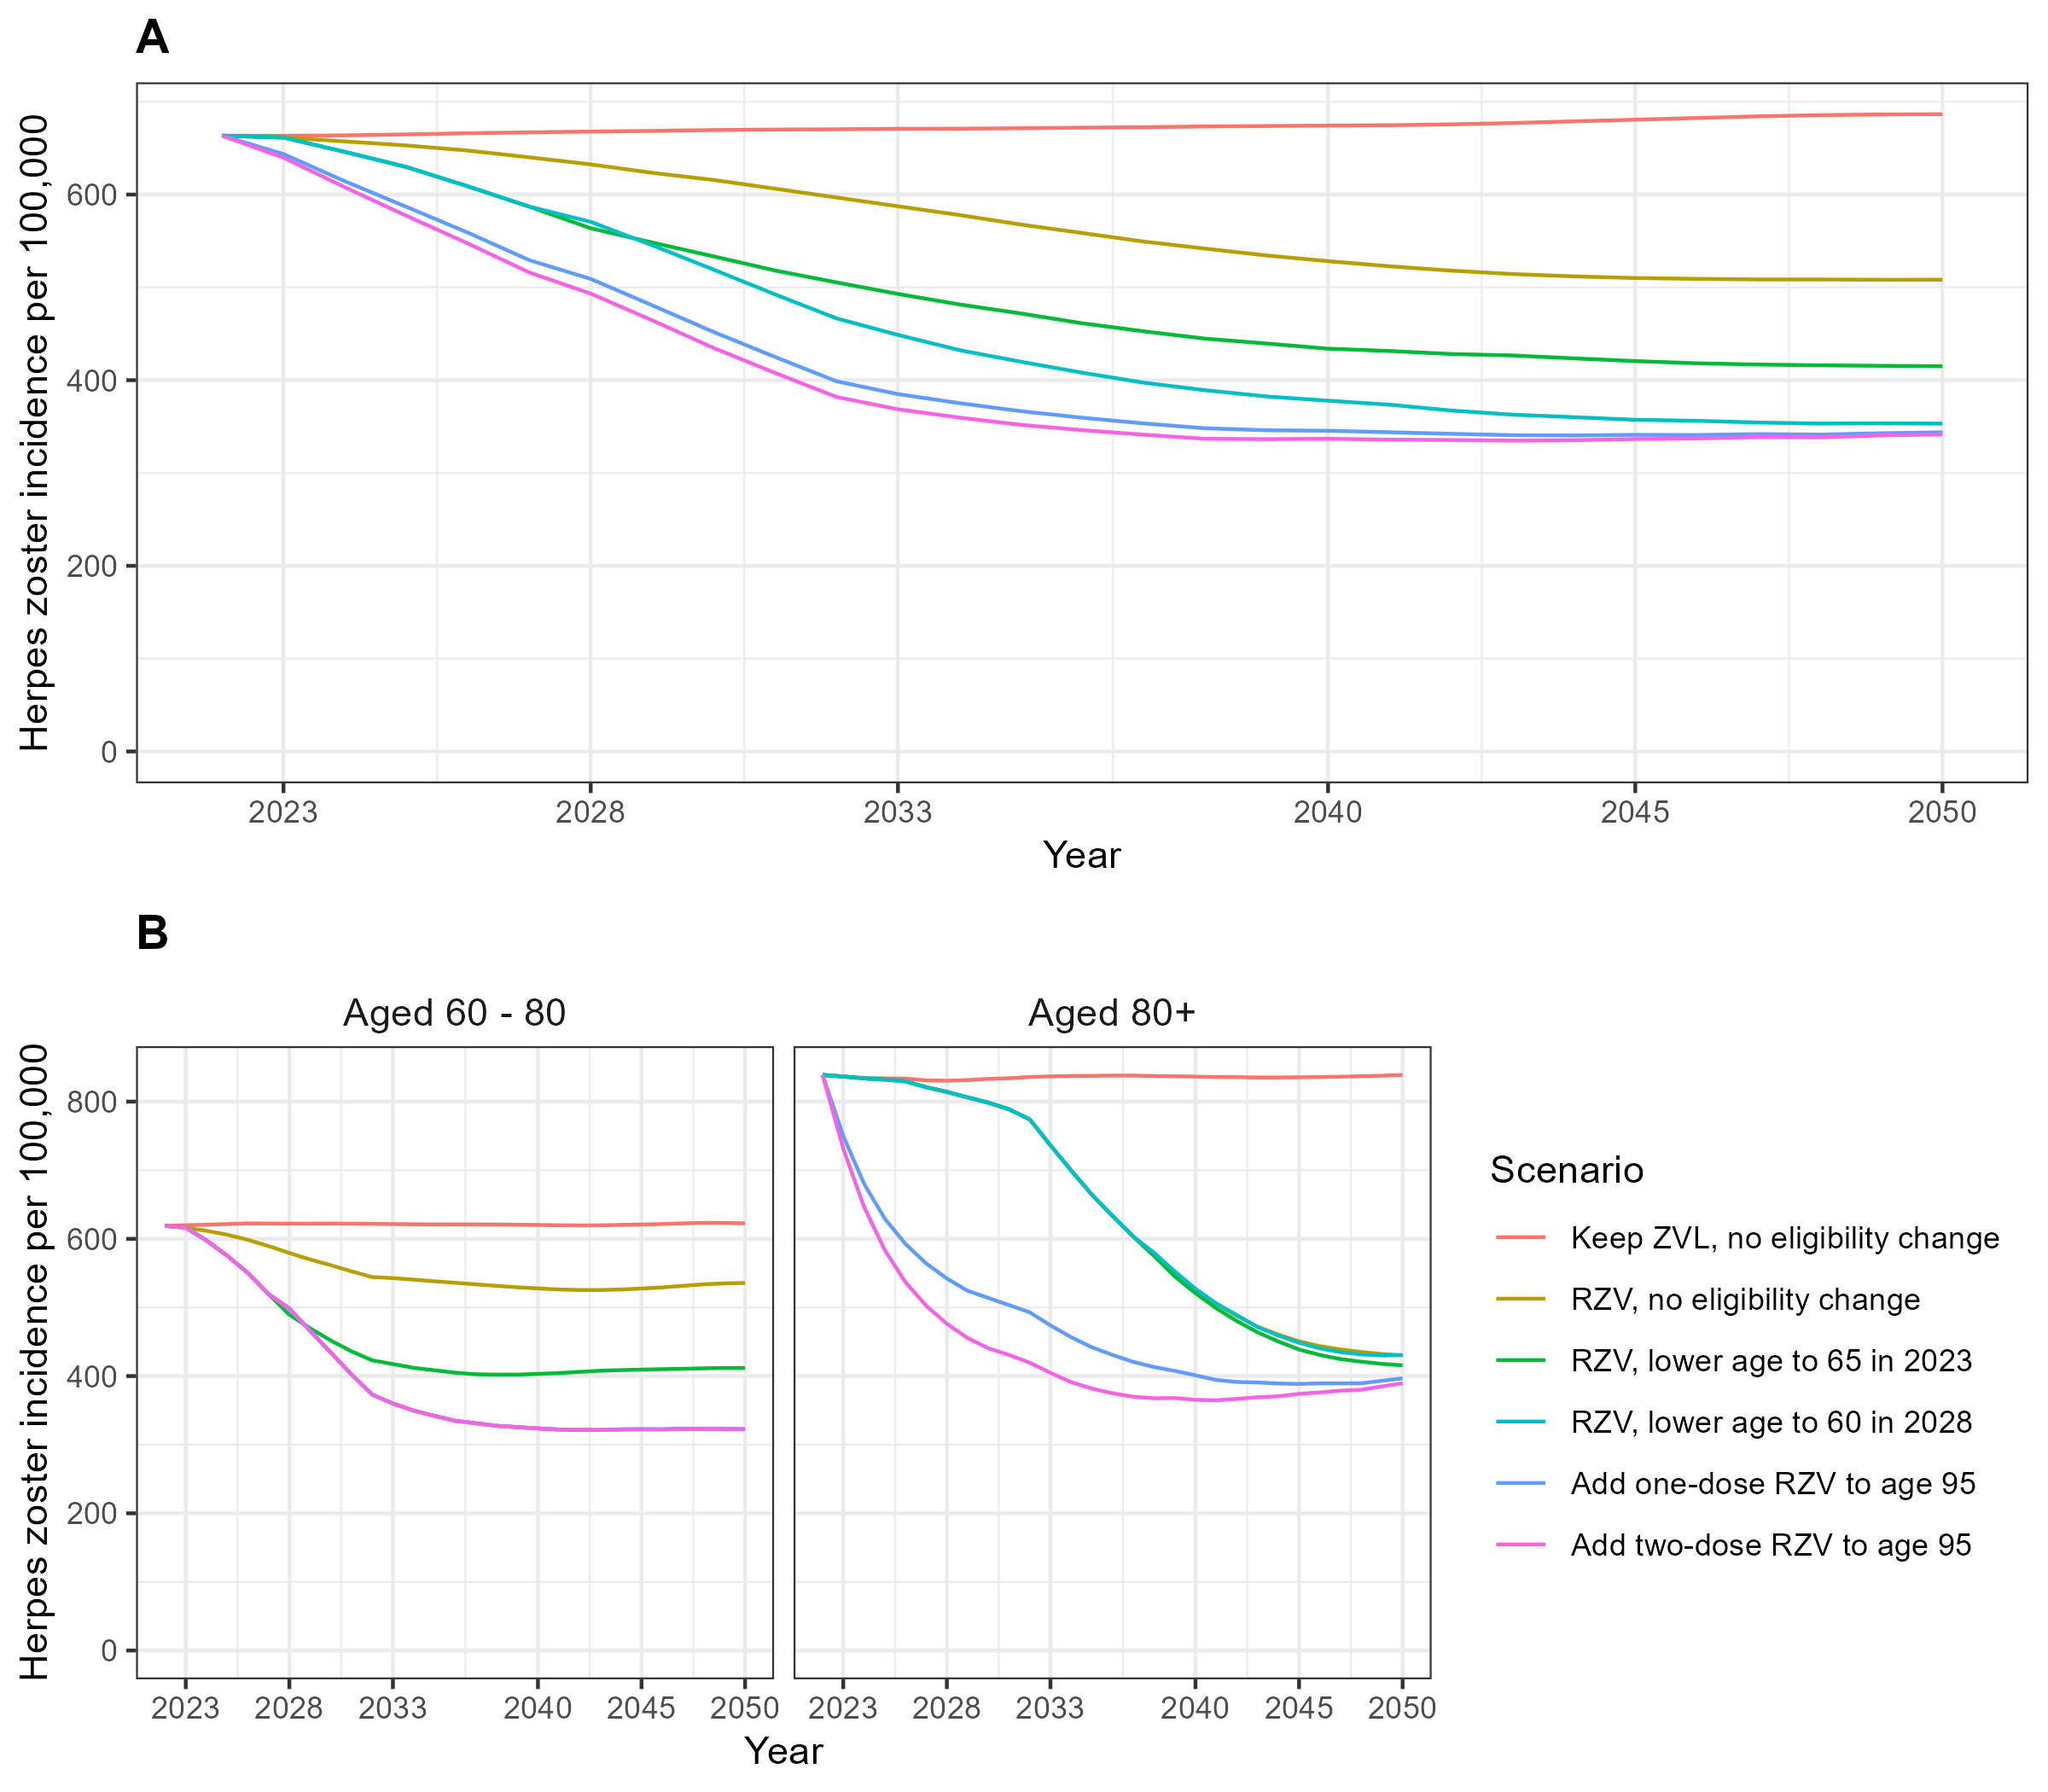 A
Herpes zoster incidence per 100,000
600
400
200
0
2023 2028 2033 2040 2045 2050
Year
B
Aged 60 - 80 Aged 80+
Herpes zoster incidence per 100,000
800
600
400
200
0
2023 2028 2033 2040 2045 2050 2023 2028 2033 2040 2045 2050
Year
Scenario
Keep ZVL, no eligibility change
RZV, no eligibility change
RZV, lower age to 65 in 2023
RZV, lower age to 60 in 2028
Add one-dose RZV to age 95
Add two-dose RZV to age 95